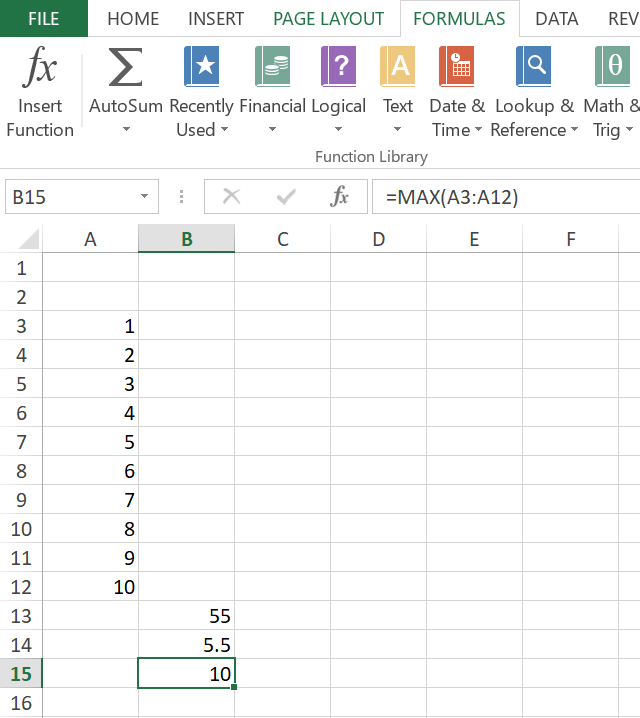 FILE HOME INSERT PAGE LAYOUT FORMULAS DATA REV
fx Σ ? A θ
Insert AutoSum Recently Financial Logical Text Date & Lookup & Math &
Function Used Time Reference Trig
Function Library
B15 fx =MAX(A3:A12)
A B C D E F
1
2
3 1
4 2
5 3
6 4
7 5
8 6
9 7
10 8
11 9
12 10
13 55
14 5.5
15 10
16